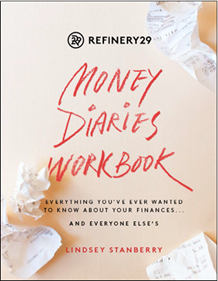 REFINERY29
MONEY
DIARIES
WORKBOOK
EVERYTHING YOU'VE EVER WANTED
TO KNOW ABOUT YOUR FINANCES...
AND EVERYONE ELSE'S
LINDSEY STANBERRY